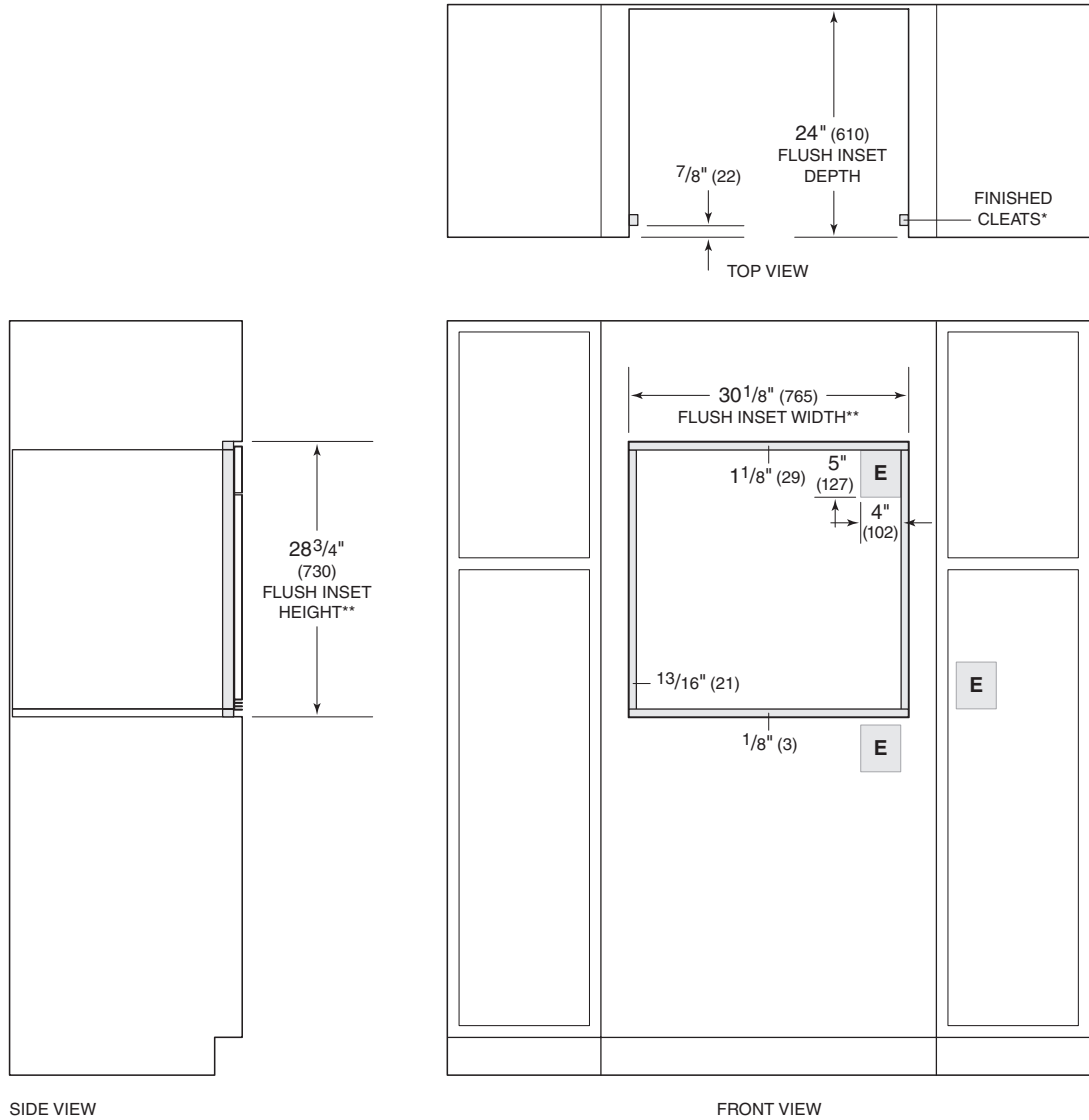 24" (610)
FLUSH INSET
DEPTH
7/8" (22)
FINISHED
CLEATS*
TOP VIEW
30 1/8" (765)
FLUSH INSET WIDTH**
1 1/8" (29)
5"
(127)
E
4"
(102)
28 3/4"
(730)
FLUSH INSET
HEIGHT**
13/16" (21)
E
1/8" (3)
E
SIDE VIEW
FRONT VIEW